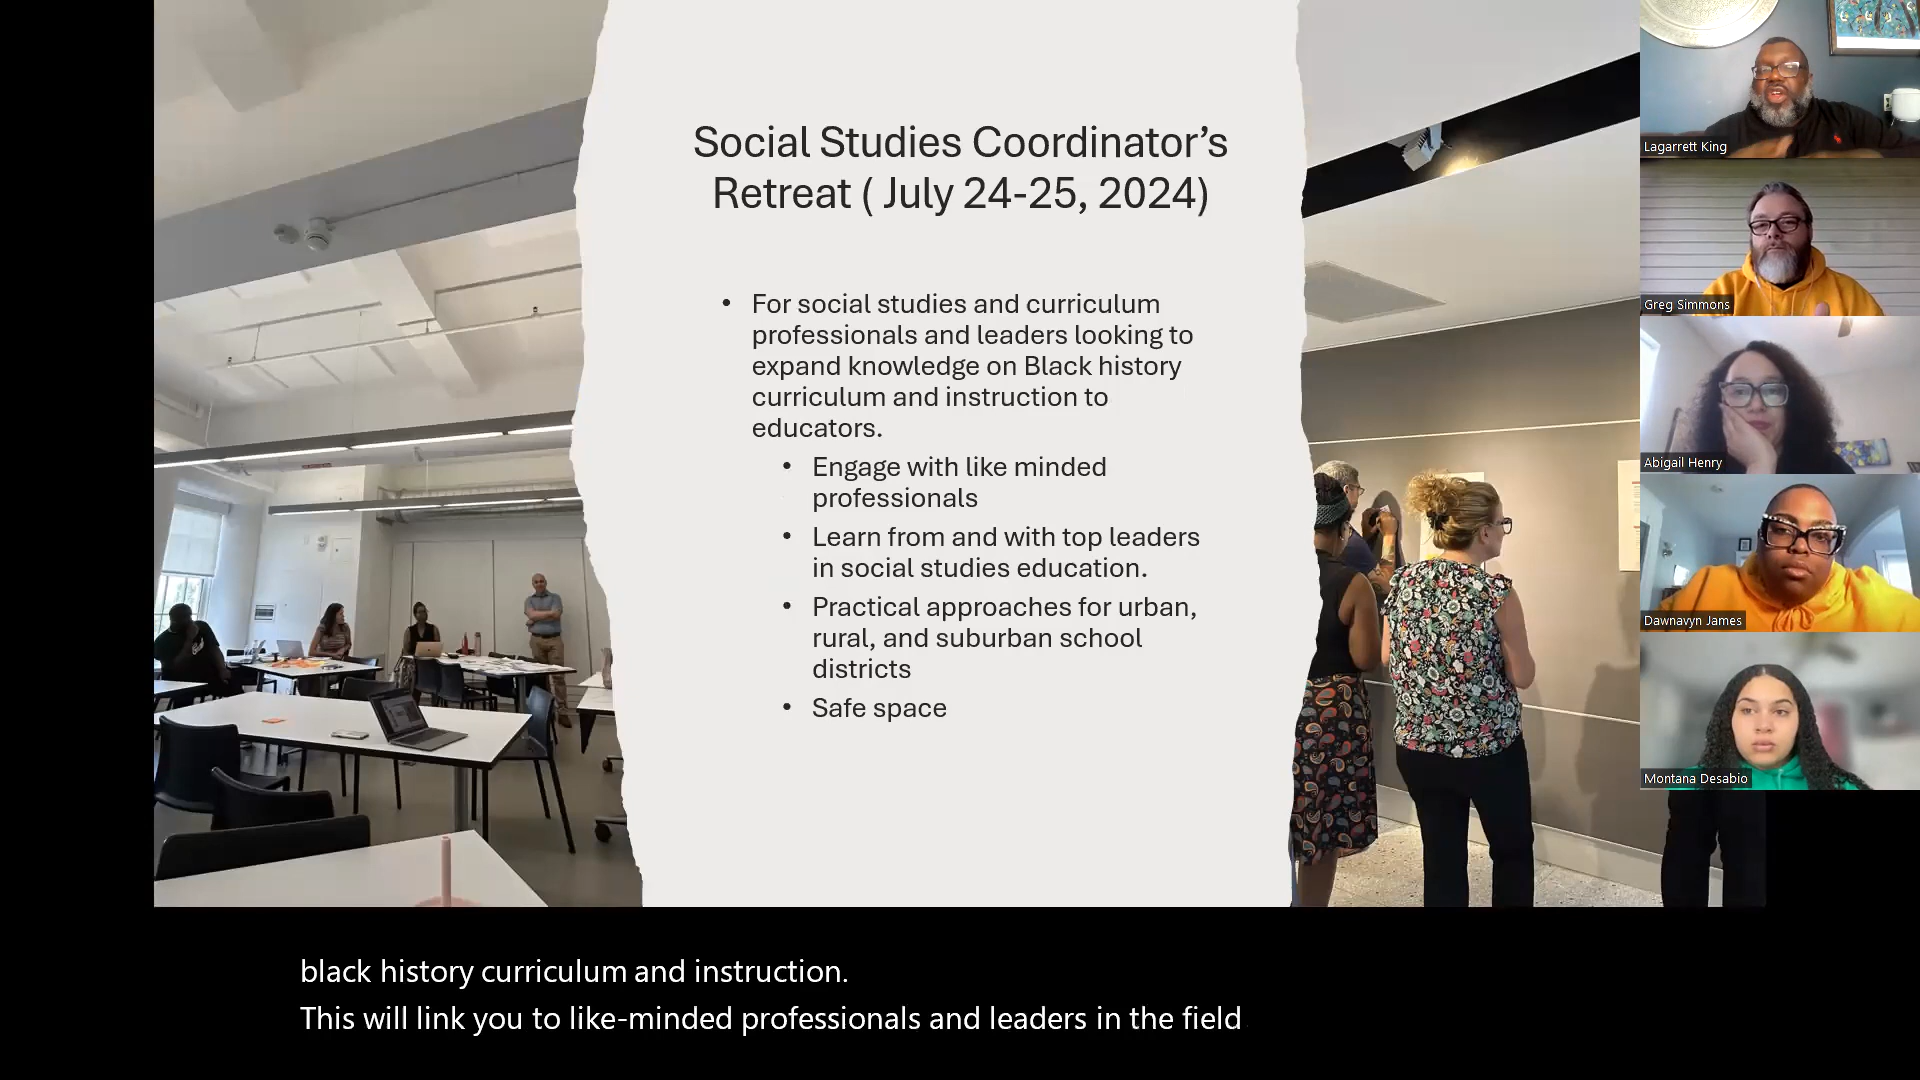 Social Studies Coordinator’s
Retreat ( July 24-25, 2024)
• For social studies and curriculum
professionals and leaders looking to
expand knowledge on Black history
curriculum and instruction to
educators.
• Engage with like minded
professionals
• Learn from and with top leaders
in social studies education.
• Practical approaches for urban,
rural, and suburban school
districts
• Safe space
Lagarrett King
Greg Simmons
Abigail Henry
Dawnavyn James
Montana Desabio
black history curriculum and instruction.
This will link you to like-minded professionals and leaders in the field